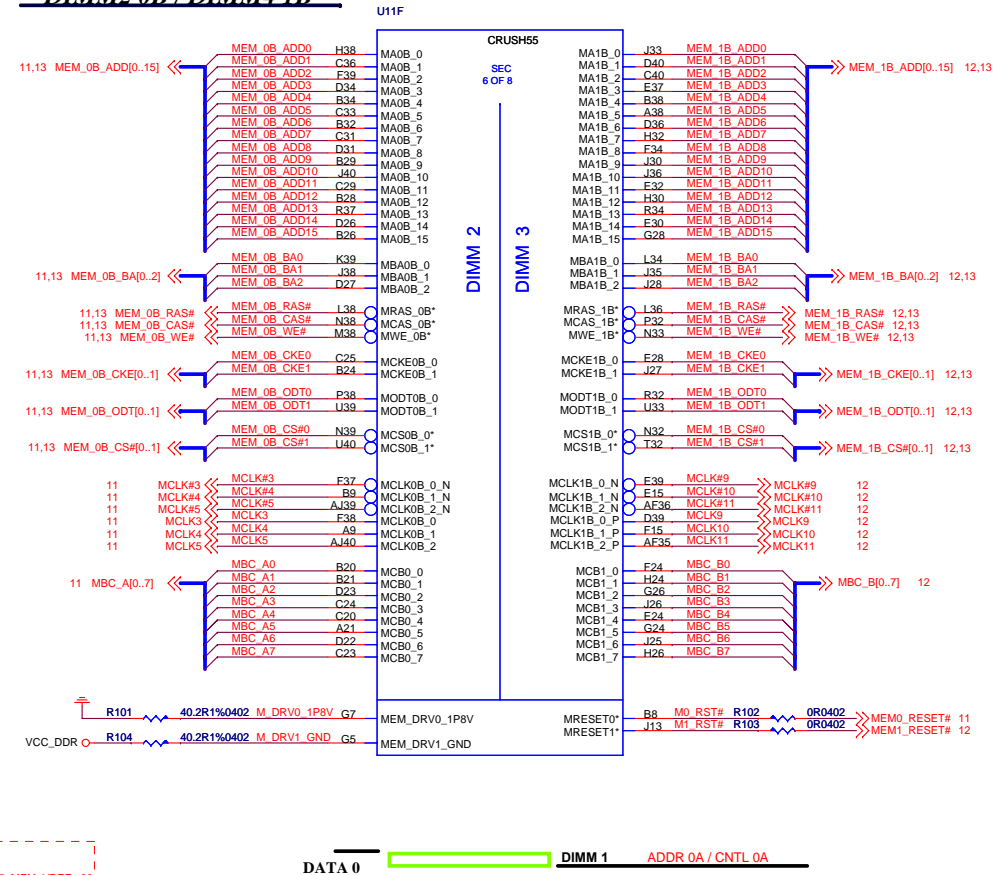 U11F
CRUSH55
SEC
6 OF 8
DIMM 2
DIMM 3
11,13 MEM_0B_ADD[0..15]
MEM_0B_ADD0 H38 MA0B_0
MEM_0B_ADD1 C36 MA0B_1
MEM_0B_ADD2 F39 MA0B_2
MEM_0B_ADD3 D34 MA0B_3
MEM_0B_ADD4 B34 MA0B_4
MEM_0B_ADD5 C33 MA0B_5
MEM_0B_ADD6 B32 MA0B_6
MEM_0B_ADD7 C31 MA0B_7
MEM_0B_ADD8 D31 MA0B_8
MEM_0B_ADD9 B29 MA0B_9
MEM_0B_ADD10 J40 MA0B_10
MEM_0B_ADD11 C29 MA0B_11
MEM_0B_ADD12 B28 MA0B_12
MEM_0B_ADD13 R37 MA0B_13
MEM_0B_ADD14 D26 MA0B_14
MEM_0B_ADD15 B26 MA0B_15
11,13 MEM_0B_BA[0..2]
MEM_0B_BA0 K39 MBA0B_0
MEM_0B_BA1 J38 MBA0B_1
MEM_0B_BA2 D27 MBA0B_2
11,13 MEM_0B_RAS# MEM_0B_RAS# L38 MRAS_0B*
11,13 MEM_0B_CAS# MEM_0B_CAS# N38 MCAS_0B*
11,13 MEM_0B_WE# MEM_0B_WE# M38 MWE_0B*
11,13 MEM_0B_CKE[0..1]
MEM_0B_CKE0 C25 MCKE0B_0
MEM_0B_CKE1 B24 MCKE0B_1
11,13 MEM_0B_ODT[0..1]
MEM_0B_ODT0 P38 MODT0B_0
MEM_0B_ODT1 U39 MODT0B_1
11,13 MEM_0B_CS#[0..1]
MEM_0B_CS#0 N39 MCS0B_0*
MEM_0B_CS#1 U40 MCS0B_1*
11 MCLK#3 MCLK#3 F37 MCLK0B_0_N
11 MCLK#4 MCLK#4 B9 MCLK0B_1_N
11 MCLK#5 MCLK#5 AJ39 MCLK0B_2_N
11 MCLK3 MCLK3 F38 MCLK0B_0
11 MCLK4 MCLK4 A9 MCLK0B_1
11 MCLK5 MCLK5 AJ40 MCLK0B_2
11 MBC_A[0..7]
MBC_A0 B20 MCB0_0
MBC_A1 B21 MCB0_1
MBC_A2 D23 MCB0_2
MBC_A3 C24 MCB0_3
MBC_A4 C20 MCB0_4
MBC_A5 A21 MCB0_5
MBC_A6 D22 MCB0_6
MBC_A7 C23 MCB0_7
R101 40.2R1%0402 M_DRV0_1P8V G7 MEM_DRV0_1P8V
VCC_DDR R104 40.2R1%0402 M_DRV1_GND G5 MEM_DRV1_GND
MA1B_0 J33 MEM_1B_ADD0
MA1B_1 D40 MEM_1B_ADD1
MA1B_2 C40 MEM_1B_ADD2
MA1B_3 E37 MEM_1B_ADD3
MA1B_4 B38 MEM_1B_ADD4
MA1B_5 A38 MEM_1B_ADD5
MA1B_6 D36 MEM_1B_ADD6
MA1B_7 H32 MEM_1B_ADD7
MA1B_8 F34 MEM_1B_ADD8
MA1B_9 J30 MEM_1B_ADD9
MA1B_10 J36 MEM_1B_ADD10
MA1B_11 E32 MEM_1B_ADD11
MA1B_12 H30 MEM_1B_ADD12
MA1B_13 R34 MEM_1B_ADD13
MA1B_14 E30 MEM_1B_ADD14
MA1B_15 G28 MEM_1B_ADD15
MEM_1B_ADD[0..15] 12,13
MBA1B_0 L34 MEM_1B_BA0
MBA1B_1 J35 MEM_1B_BA1
MBA1B_2 J28 MEM_1B_BA2
MEM_1B_BA[0..2] 12,13
MRAS_1B* L36 MEM_1B_RAS# MEM_1B_RAS# 12,13
MCAS_1B* P32 MEM_1B_CAS# MEM_1B_CAS# 12,13
MWE_1B* N33 MEM_1B_WE# MEM_1B_WE# 12,13
MCKE1B_0 E28 MEM_1B_CKE0
MCKE1B_1 J27 MEM_1B_CKE1
MEM_1B_CKE[0..1] 12,13
MODT1B_0 R32 MEM_1B_ODT0
MODT1B_1 U33 MEM_1B_ODT1
MEM_1B_ODT[0..1] 12,13
MCS1B_0* N32 MEM_1B_CS#0
MCS1B_1* T32 MEM_1B_CS#1
MEM_1B_CS#[0..1] 12,13
MCLK1B_0_N E39 MCLK#9 MCLK#9 12
MCLK1B_1_N E15 MCLK#10 MCLK#10 12
MCLK1B_2_N AF36 MCLK#11 MCLK#11 12
MCLK1B_0_P D39 MCLK9 MCLK9 12
MCLK1B_1_P F15 MCLK10 MCLK10 12
MCLK1B_2_P AF35 MCLK11 MCLK11 12
MCB1_0 F24 MBC_B0
MCB1_1 H24 MBC_B1
MCB1_2 G26 MBC_B2
MCB1_3 J26 MBC_B3
MCB1_4 E24 MBC_B4
MCB1_5 G24 MBC_B5
MCB1_6 J25 MBC_B6
MCB1_7 H26 MBC_B7
MBC_B[0..7] 12
MRESET0* B8 M0_RST# R102 0R0402 MEM0_RESET# 11
MRESET1* J13 M1_RST# R103 0R0402 MEM1_RESET# 12
DATA 0
DIMM 1 ADDR 0A / CNTL 0A